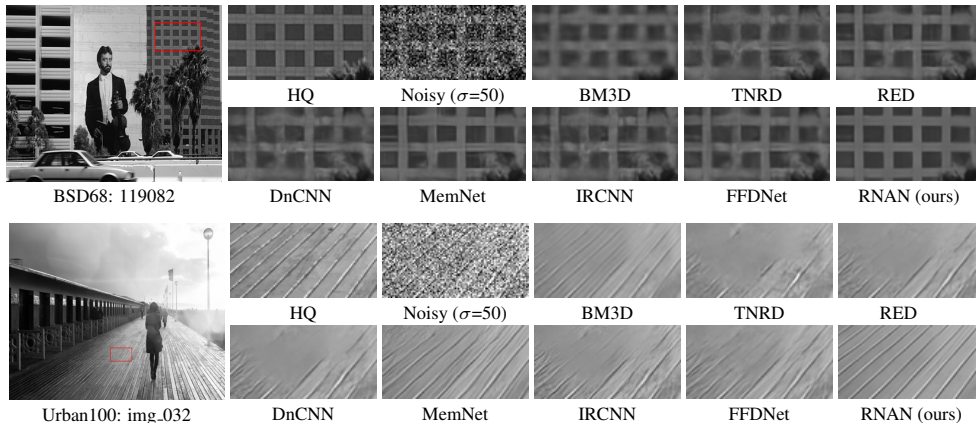 HQ Noisy (σ=50) BM3D TNRD RED
BSD68: 119082 DnCNN MemNet IRCNN FFDNet RNAN (ours)
HQ Noisy (σ=50) BM3D TNRD RED
Urban100: img_032 DnCNN MemNet IRCNN FFDNet RNAN (ours)